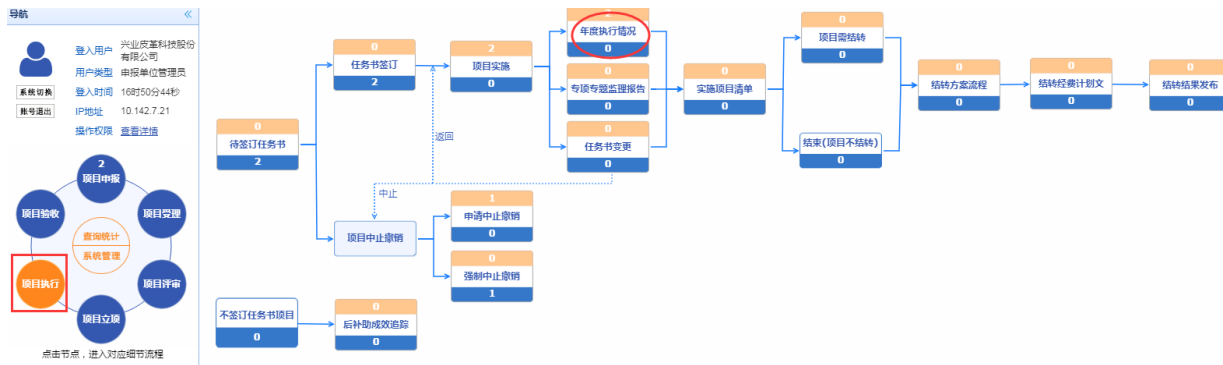 导航
《
登入用户 兴业皮革科技股份有限公司
用户类型 申报单位管理员
系统切换
登入时间 16时50分44秒
账号退出
IP地址 10.142.7.21
操作权限 查看详情
2
项目申报
项目验收
项目受理
查询统计
系统管理
项目执行
项目评审
项目立项
点击节点，进入对应细节流程
0
待签订任务书
2
0
任务书签订
2
2
项目实施
0
返回
中止
项目中止撤销
1
申请中止撤销
0
0
强制中止撤销
1
不签订任务书项目
0
0
后补助成效追踪
0
2
年度执行情况
0
0
专项专题监理报告
0
0
任务书变更
0
0
实施项目清单
0
0
项目需结转
0
结束(项目不结转)
0
0
结转方案流程
0
0
结转经费计划文
0
0
结转结果发布
0